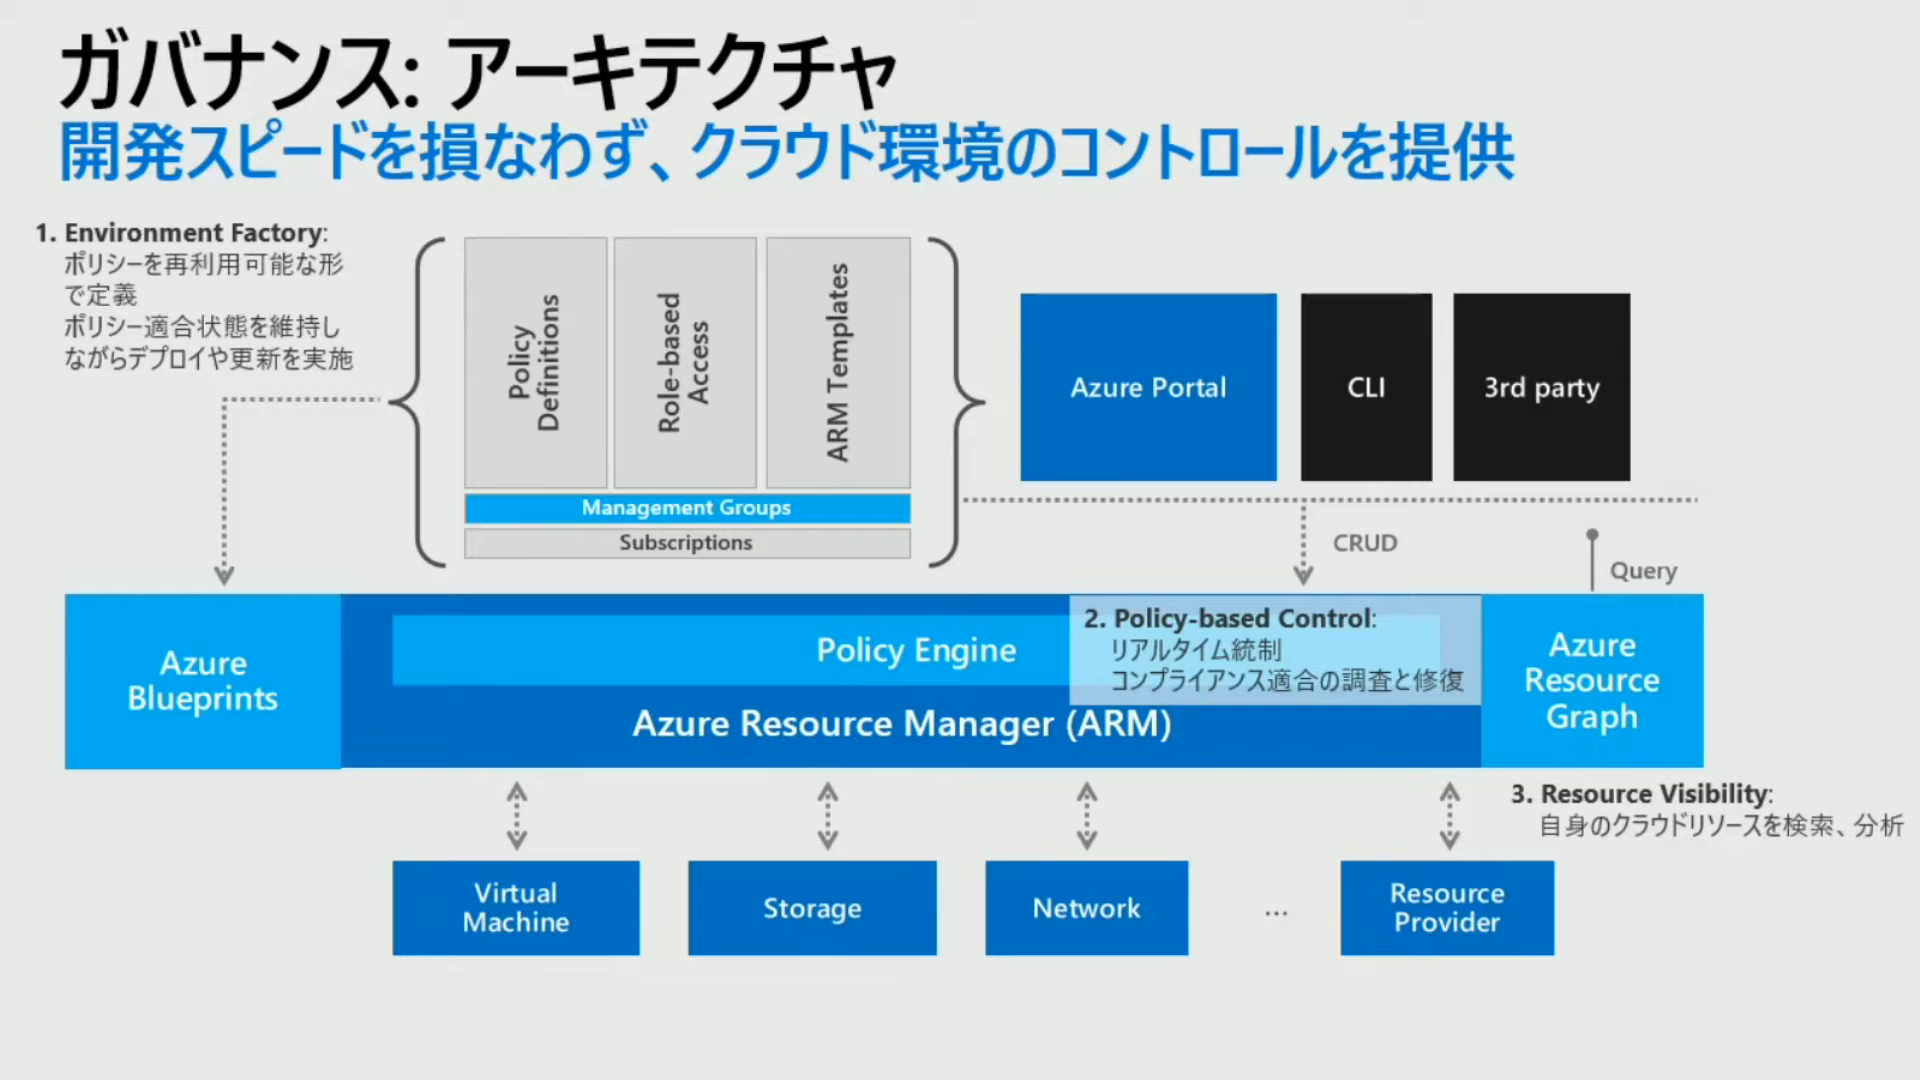 ガバナンス: アーキテクチャ
開発スピードを損なわず、クラウド環境のコントロールを提供
1. Environment Factory:
ポリシーを再利用可能な形
で定義
ポリシー適合状態を維持し
ながらデプロイや更新を実施
Policy
Definitions
Role-based
Access
ARM Templates
Management Groups
Subscriptions
Azure Portal
CLI
3rd party
CRUD
Query
Azure
Blueprints
Policy Engine
Azure Resource Manager (ARM)
2. Policy-based Control:
リアルタイム統制
コンプライアンス適合の調査と修復
Azure
Resource
Graph
3. Resource Visibility:
自身のクラウドリソースを検索、分析
Virtual
Machine
Storage
Network
...
Resource
Provider